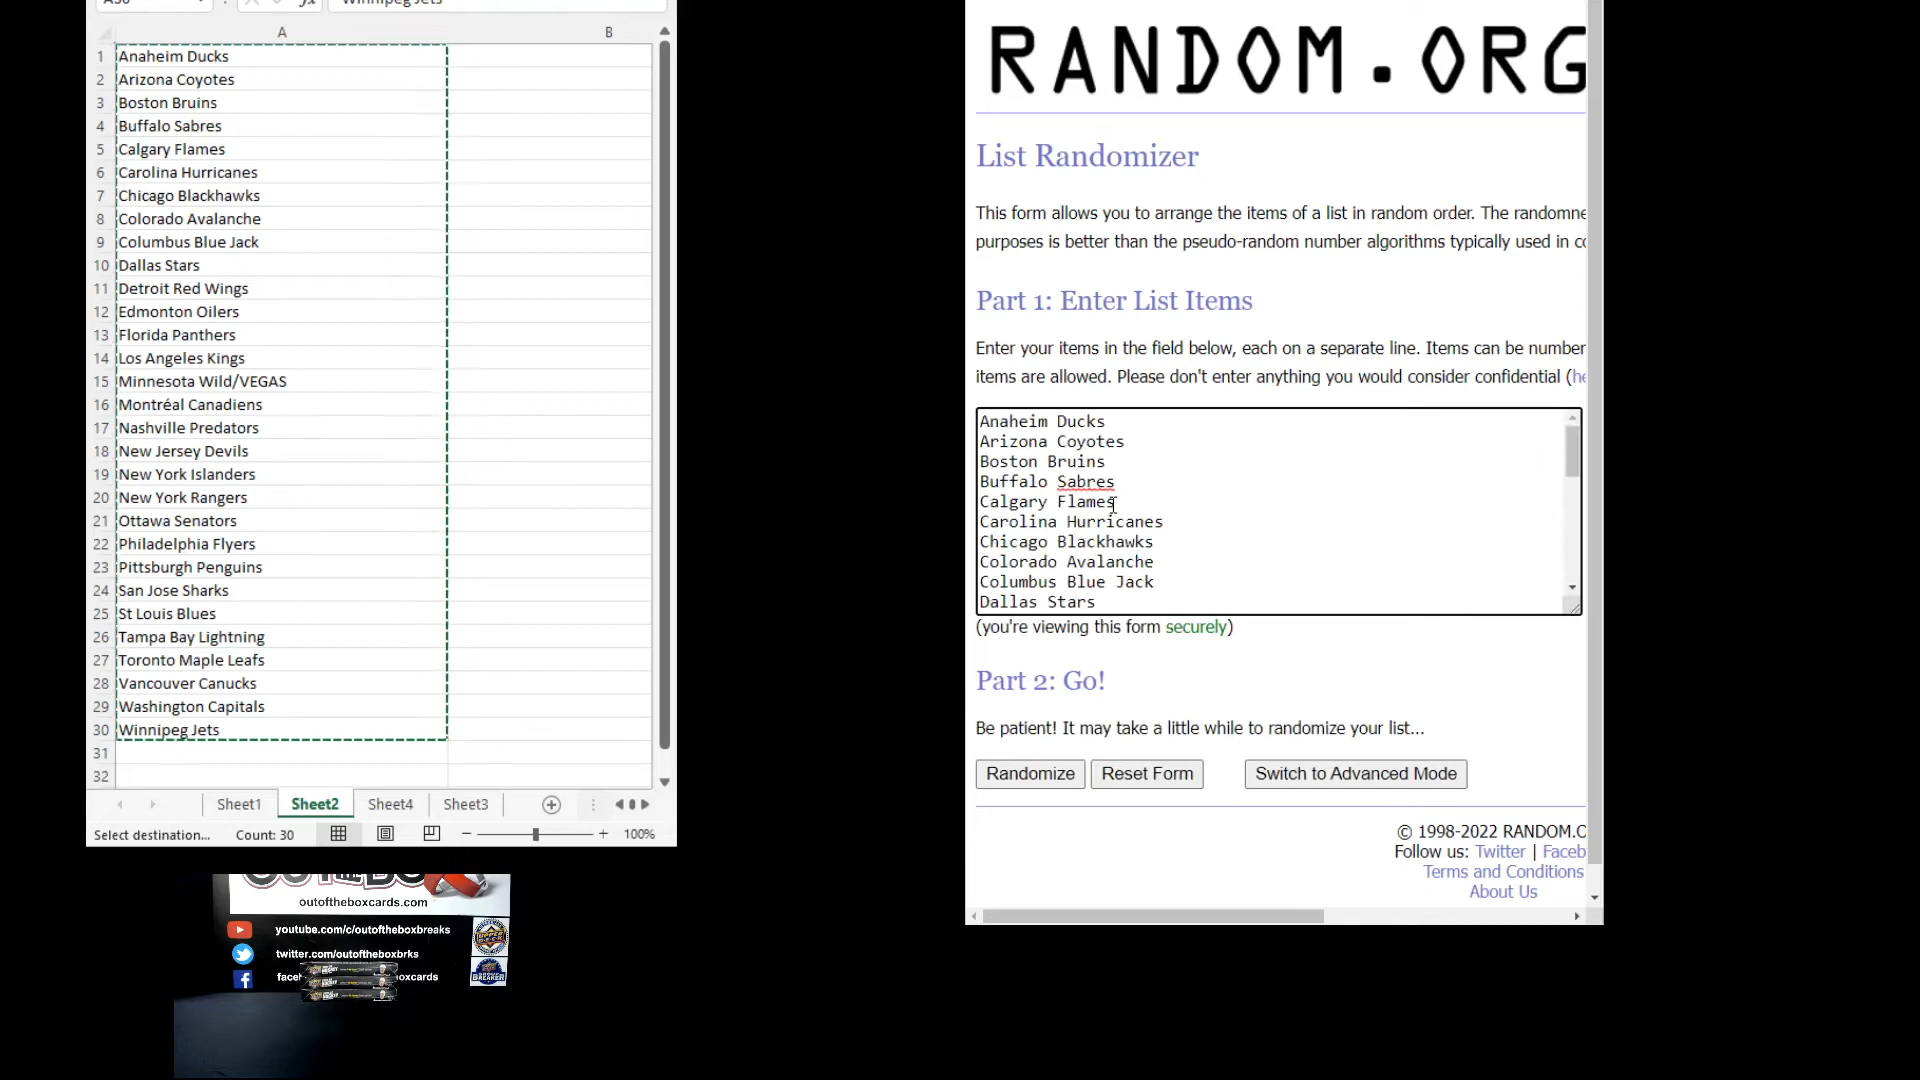 Winnipeg Jets
A
B
1 Anaheim Ducks
2 Arizona Coyotes
3 Boston Bruins
4 Buffalo Sabres
5 Calgary Flames
6 Carolina Hurricanes
7 Chicago Blackhawks
8 Colorado Avalanche
9 Columbus Blue Jack
10 Dallas Stars
11 Detroit Red Wings
12 Edmonton Oilers
13 Florida Panthers
14 Los Angeles Kings
15 Minnesota Wild/VEGAS
16 Montréal Canadiens
17 Nashville Predators
18 New Jersey Devils
19 New York Islanders
20 New York Rangers
21 Ottawa Senators
22 Philadelphia Flyers
23 Pittsburgh Penguins
24 San Jose Sharks
25 St Louis Blues
26 Tampa Bay Lightning
27 Toronto Maple Leafs
28 Vancouver Canucks
29 Washington Capitals
30 Winnipeg Jets
31
32
Sheet1 Sheet2 Sheet4 Sheet3
Select destination... Count: 30 100%
outoftheboxcards.com
youtube.com/c/outoftheboxbreaks
twitter.com/outoftheboxbrks
RANDOM.ORG
List Randomizer
This form allows you to arrange the items of a list in random order. The randomne
purposes is better than the pseudo-random number algorithms typically used in co
Part 1: Enter List Items
Enter your items in the field below, each on a separate line. Items can be number
items are allowed. Please don't enter anything you would consider confidential (he
Anaheim Ducks
Arizona Coyotes
Boston Bruins
Buffalo Sabres
Calgary Flames
Carolina Hurricanes
Chicago Blackhawks
Colorado Avalanche
Columbus Blue Jack
Dallas Stars
(you're viewing this form securely)
Part 2: Go!
Be patient! It may take a little while to randomize your list...
Randomize Reset Form Switch to Advanced Mode
© 1998-2022 RANDOM.O
Follow us: Twitter | Faceb
Terms and Conditions
About Us